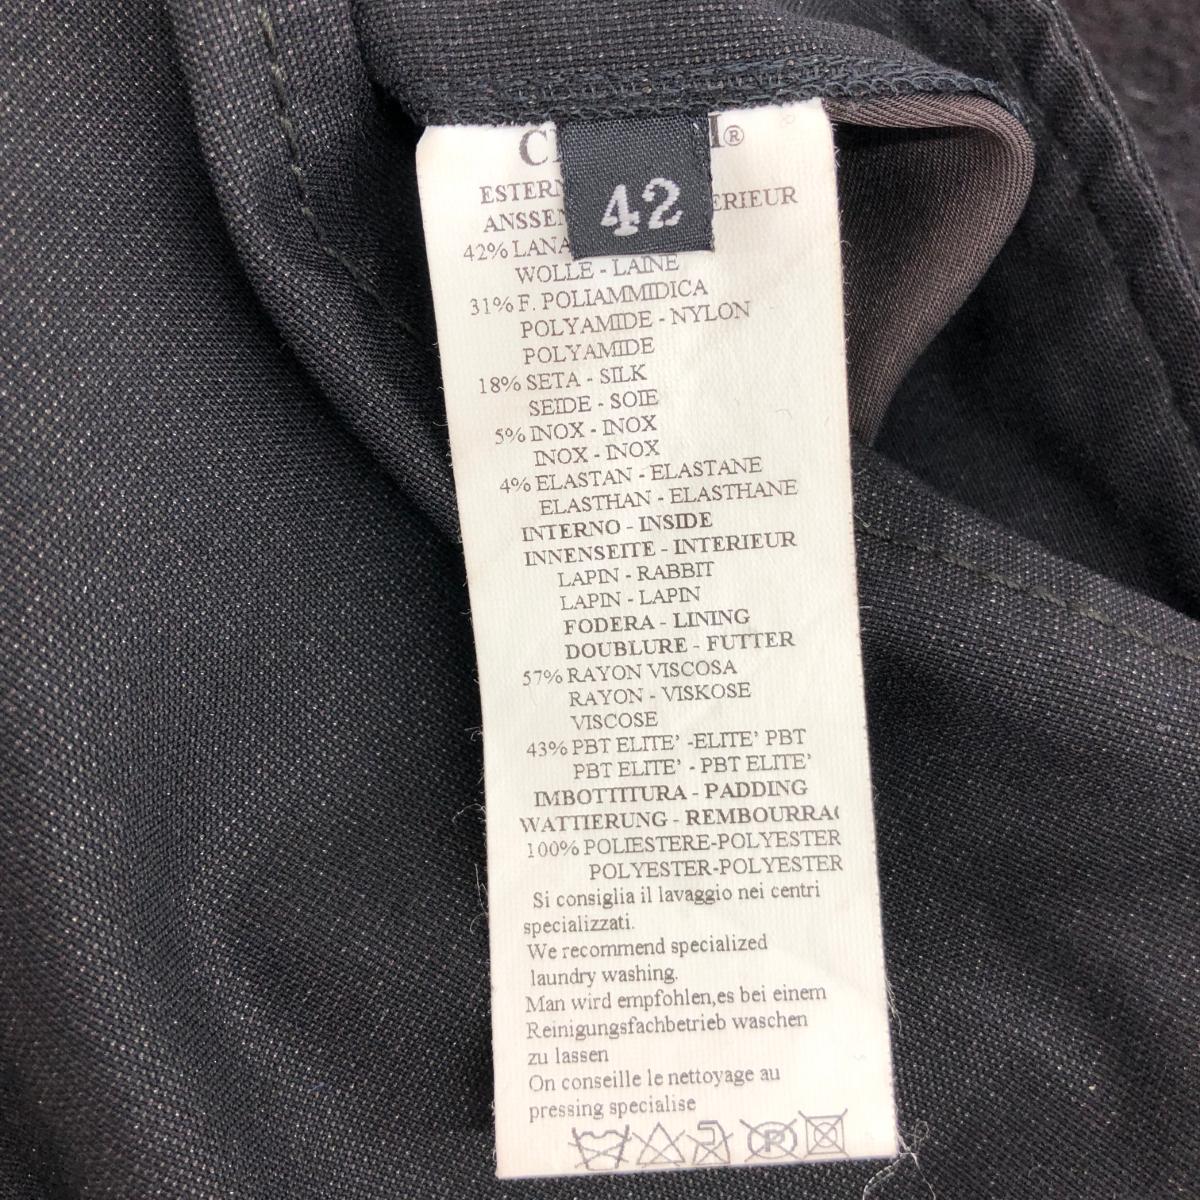 42
42% LANA
WOLLE - LAINE
31% F. POLIAMMIDICA
POLYAMIDE - NYLON
POLYAMIDE
18% SETA - SILK
SEIDE - SOIE
5% INOX - INOX
INOX - INOX
4% ELASTAN - ELASTANE
ELASTHAN - ELASTHANE
INTERNO - INSIDE
INNENSEITE - INTERIEUR
LAPIN - RABBIT
LAPIN - LAPIN
FODERA - LINING
DOUBLURE - FUTTER
57% RAYON VISCOSA
RAYON - VISKOSE
VISCOSE
43% PBT ELITE' -ELITE' PBT
PBT ELITE' - PBT ELITE'
IMBOTTITURA - PADDING
WATTIERUNG - REMBOURRA
100% POLIESTERE-POLYESTER
POLYESTER-POLYESTER
Si consiglia il lavaggio nei centri
specializzati.
We recommend specialized
laundry washing.
Man wird empfohlen,es bei einem
Reinigungsfachbetrieb waschen
zu lassen
On conseille le nettoyage au
pressing specialise
P